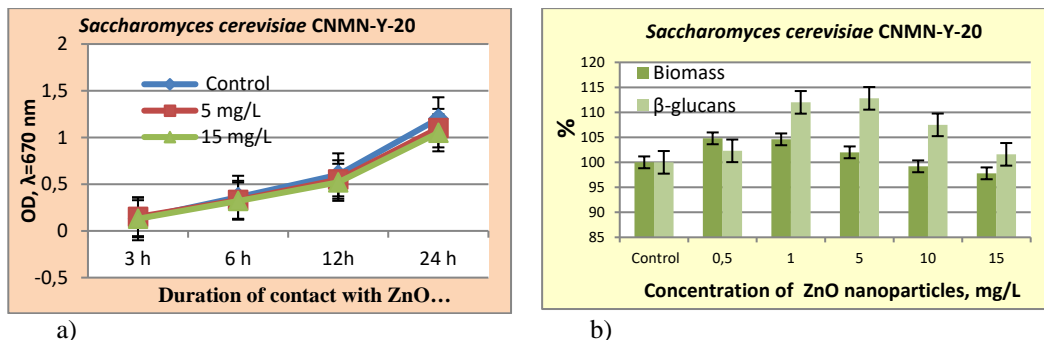 Saccharomyces cerevisiae CNMN-Y-20
2
1,5
1
0,5
0
-0,5
OD, λ=670 nm
Control
5 mg/L
15 mg/L
3 h
6 h
12h
24 h
Duration of contact with ZnO...
a)
Saccharomyces cerevisiae CNMN-Y-20
120
115
110
105
100
95
90
85
%
Biomass
β-glucans
Control
0,5
1
5
10
15
Concentration of ZnO nanoparticles, mg/L
b)